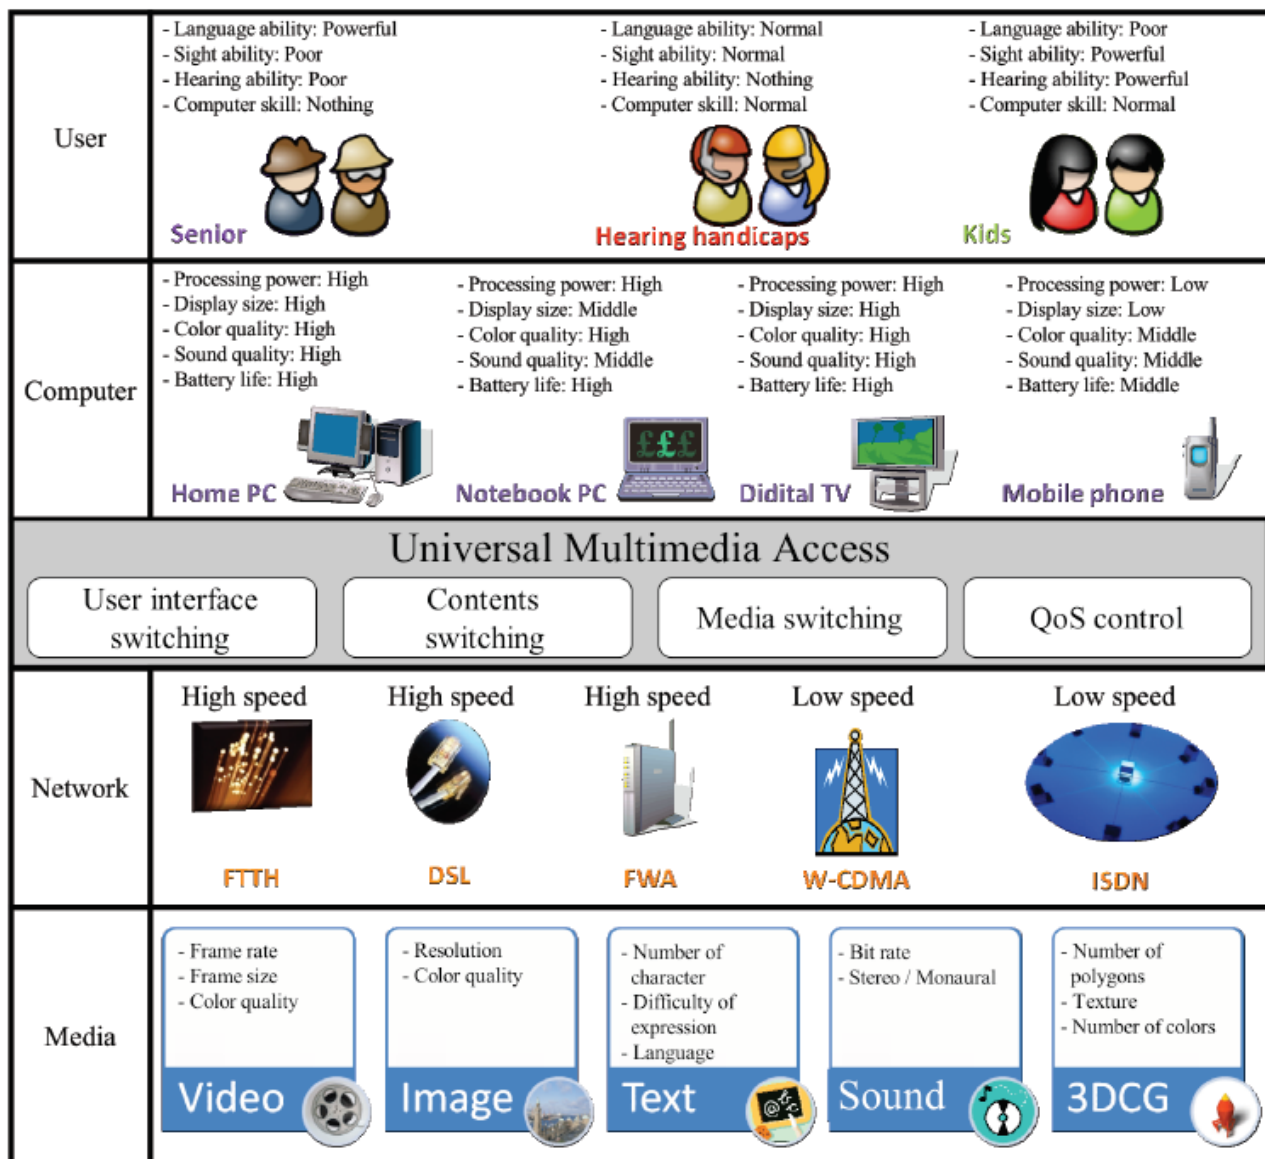 User
- Language ability: Powerful
- Sight ability: Poor
- Hearing ability: Poor
- Computer skill: Nothing
Senior
- Language ability: Normal
- Sight ability: Normal
- Hearing ability: Nothing
- Computer skill: Normal
Hearing handicaps
- Language ability: Poor
- Sight ability: Powerful
- Hearing ability: Powerful
- Computer skill: Normal
Kids
Computer
- Processing power: High
- Display size: High
- Color quality: High
- Sound quality: High
- Battery life: High
Home PC
- Processing power: High
- Display size: Middle
- Color quality: High
- Sound quality: Middle
- Battery life: High
£££
Notebook PC
- Processing power: High
- Display size: High
- Color quality: High
- Sound quality: High
- Battery life: High
Didital TV
- Processing power: Low
- Display size: Low
- Color quality: Middle
- Sound quality: Middle
- Battery life: Middle
Mobile phone
Universal Multimedia Access
User interface
switching
Contents
switching
Media switching
QoS control
Network
High speed
FTTH
High speed
DSL
High speed
FWA
Low speed
W-CDMA
Low speed
ISDN
Media
- Frame rate
- Frame size
- Color quality
Video
- Resolution
- Color quality
Image
- Number of
character
- Difficulty of
expression
- Language
Text
- Bit rate
- Stereo / Monaural
Sound
- Number of
polygons
- Texture
- Number of colors
3DCG